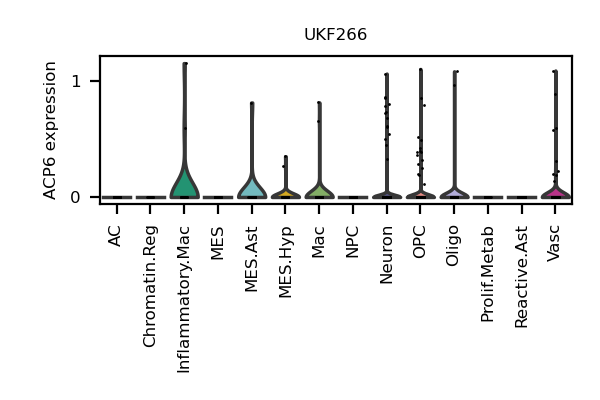 UKF266
ACP6 expression
1
0
AC
Chromatin.Reg
Inflammatory.Mac
MES
MES.Ast
MES.Hyp
Mac
NPC
Neuron
OPC
Oligo
Prolif.Metab
Reactive.Ast
Vasc